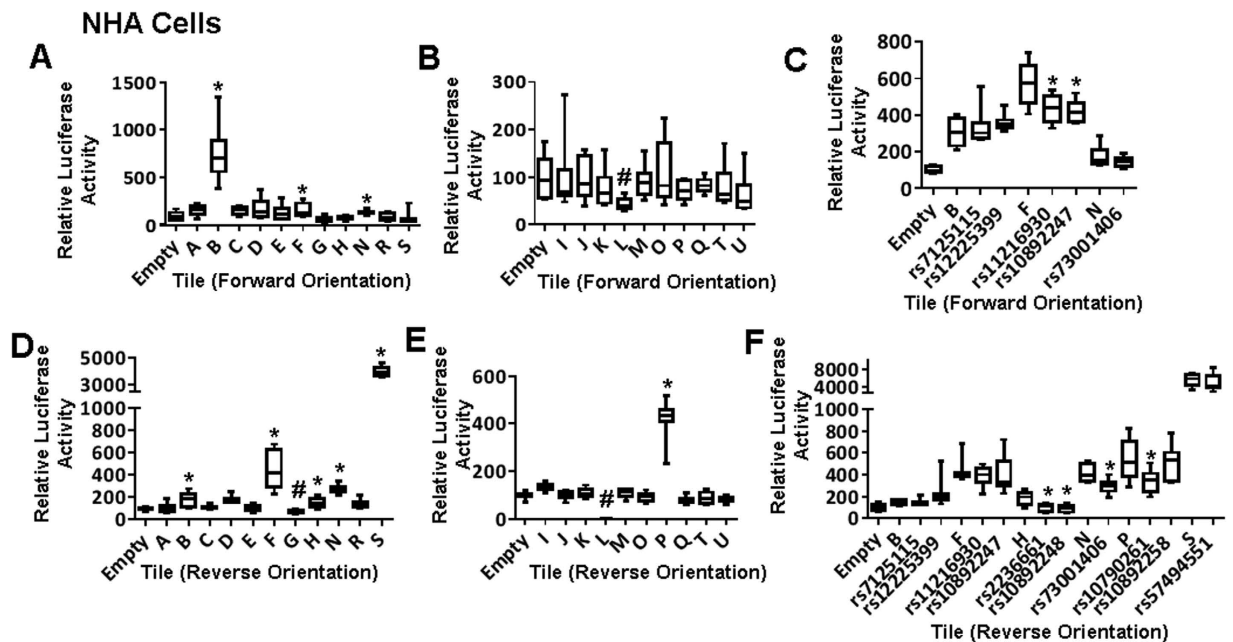 NHA Cells
A
Relative Luciferase
Activity
1500
1000
500
0
*
*
*
Empty
A
B
C
D
E
F
G
H
N
R
S
Tile (Forward Orientation)
B
Relative Luciferase
Activity
300
200
100
0
#
Empty
I
J
K
L
M
O
P
Q
T
U
Tile (Forward Orientation)
C
Relative Luciferase
Activity
800
600
400
200
0
* *
Empty
B
rs7125115
rs12225399
F
rs11216930
rs10892247
N
rs73001406
Tile (Forward Orientation)
D
Relative Luciferase
Activity
5000
3000
1000
800
600
400
200
0
*
*
#
*
*
*
Empty
A
B
C
D
E
F
G
H
N
R
S
Tile (Reverse Orientation)
E
Relative Luciferase
Activity
600
400
200
0
#
*
Empty
I
J
K
L
M
O
P
Q
T
U
Tile (Reverse Orientation)
F
Relative Luciferase
Activity
8000
4000
1000
800
600
400
200
0
* *
*
*
Empty
B
rs7125115
rs12225399
F
rs11216930
rs10892247
H
rs2236661
rs10892248
N
rs73001406
P
rs10790261
rs10892258
S
rs57494551
Tile (Reverse Orientation)